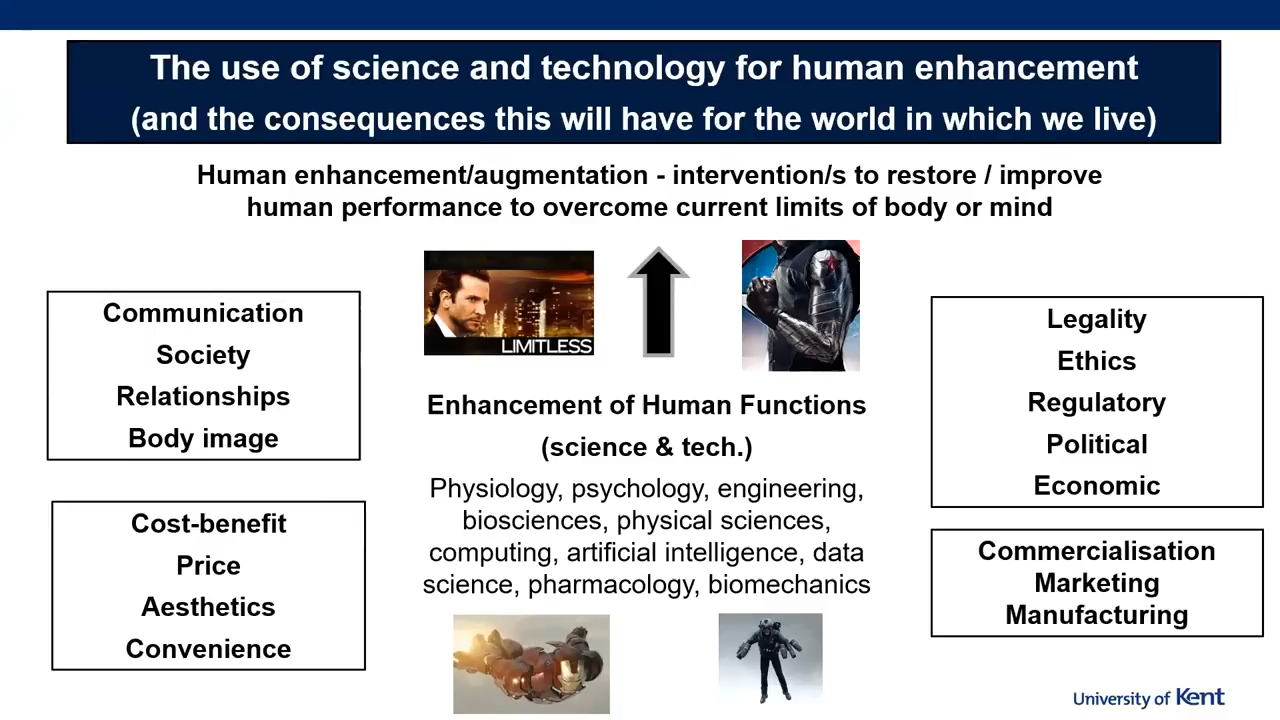 The use of science and technology for human enhancement
(and the consequences this will have for the world in which we live)
Human enhancement/augmentation - intervention/s to restore / improve
human performance to overcome current limits of body or mind
LIMITLESS
Communication
Society
Relationships
Body image
Cost-benefit
Price
Aesthetics
Convenience
Enhancement of Human Functions
(science & tech.)
Physiology, psychology, engineering,
biosciences, physical sciences,
computing, artificial intelligence, data
science, pharmacology, biomechanics
Legality
Ethics
Regulatory
Political
Economic
Commercialisation
Marketing
Manufacturing
University of Kent